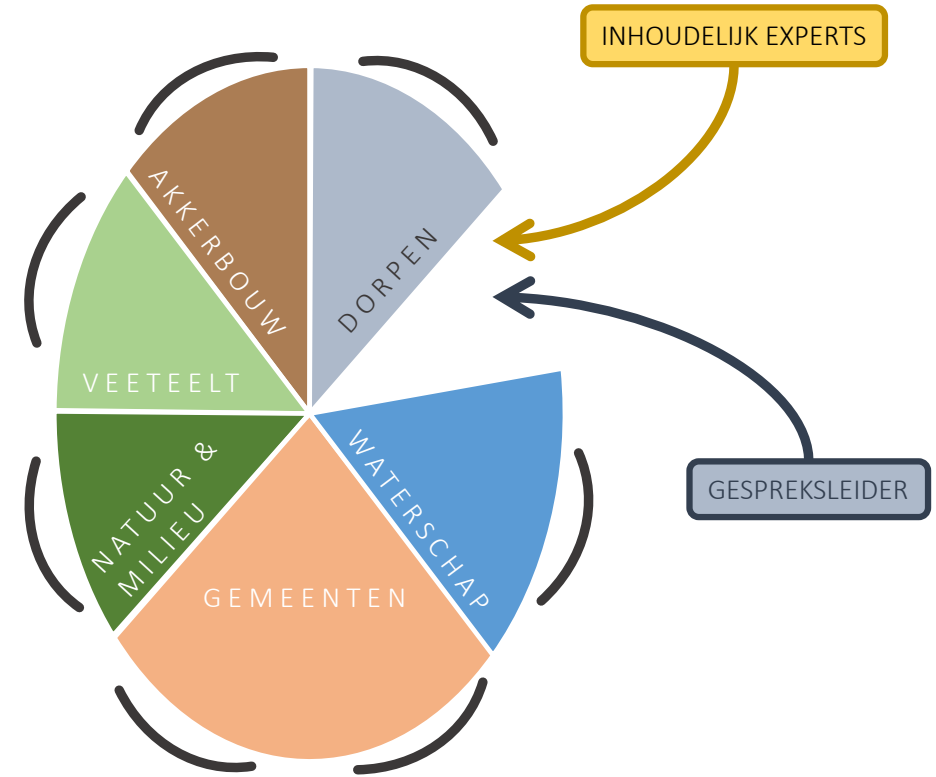 INHOUDELIJK EXPERTS
AKKERBOUW
DORPEN
VEETEELT
NATUUR &
MILIEU
WATERSCHAP
GESPREKSLEIDER
GEMEENTEN